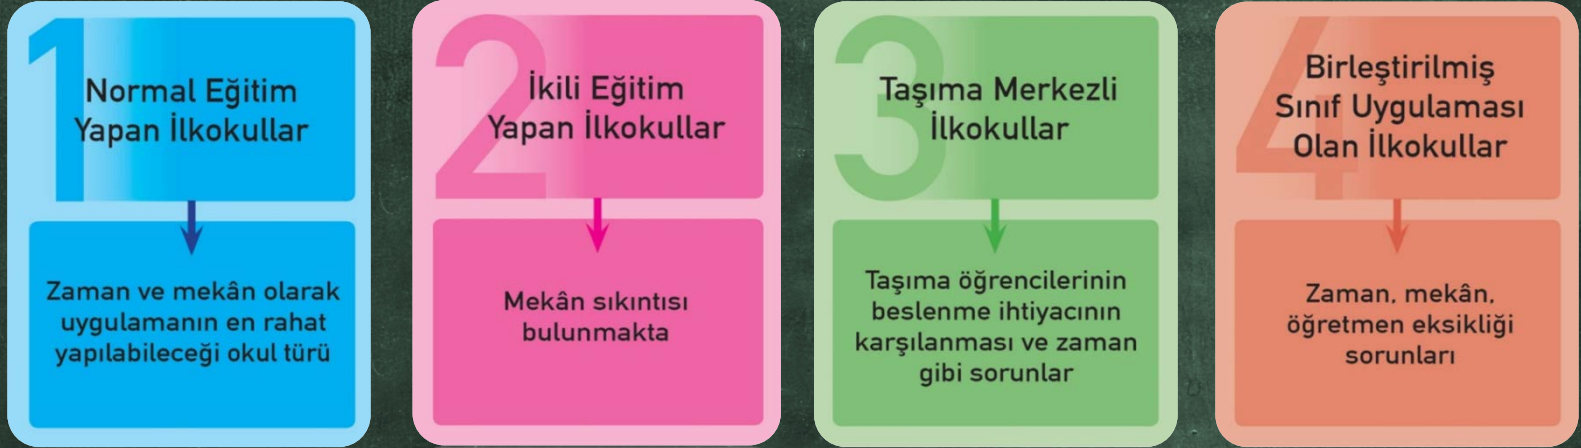 1
Normal Eğitim
Yapan İlkokullar
Zaman ve mekân olarak
uygulamanın en rahat
yapılabileceği okul türü
2
İkili Eğitim
Yapan İlkokullar
Mekân sıkıntısı
bulunmakta
3
Taşıma Merkezli
İlkokullar
Taşıma öğrencilerinin
beslenme ihtiyacının
karşılanması ve zaman
gibi sorunlar
4
Birleştirilmiş
Sınıf Uygulaması
Olan İlkokullar
Zaman, mekân,
öğretmen eksikliği
sorunları